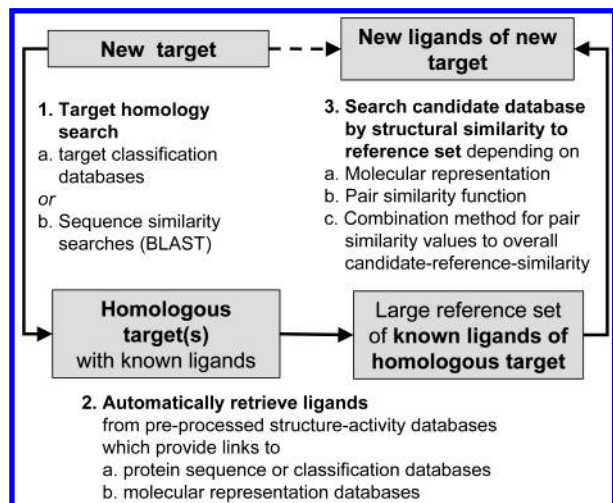 New target
New ligands of new
target
1. Target homology
search
a. target classification
databases
or
b. Sequence similarity
searches (BLAST)
3. Search candidate database
by structural similarity to
reference set depending on
a. Molecular representation
b. Pair similarity function
c. Combination method for pair
similarity values to overall
candidate-reference-similarity
Homologous
target(s)
with known ligands
Large reference set
of known ligands of
homologous target
2. Automatically retrieve ligands
from pre-processed structure-activity databases
which provide links to
a. protein sequence or classification databases
b. molecular representation databases